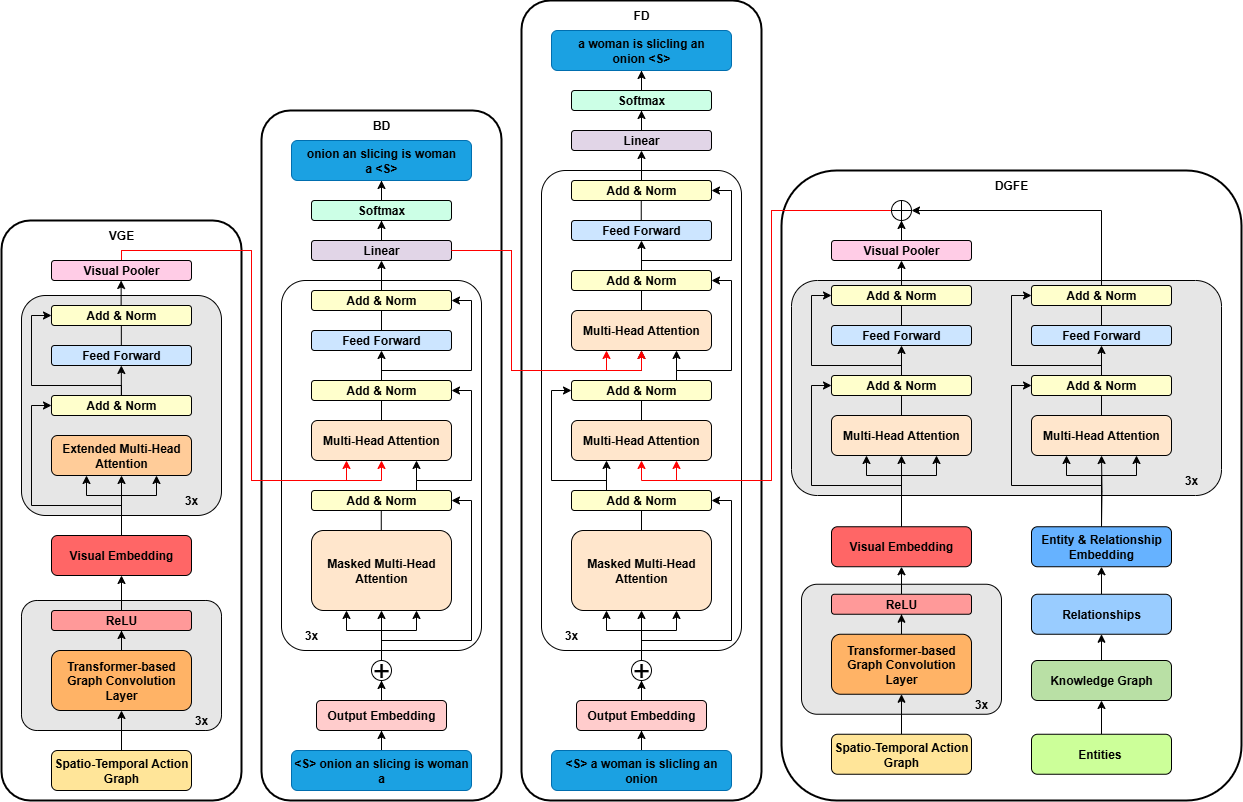 VGE
Visual Pooler
Add & Norm
Feed Forward
Add & Norm
Extended Multi-Head
Attention
3x
Visual Embedding
ReLU
Transformer-based
Graph Convolution
Layer
3x
Spatio-Temporal Action
Graph
BD
onion an slicing is woman
a <S>
Softmax
Linear
Add & Norm
Feed Forward
Add & Norm
Multi-Head Attention
Add & Norm
Masked Multi-Head
Attention
3x
Output Embedding
<S> onion an slicing is woman
a
FD
a woman is slicling an
onion <S>
Softmax
Linear
Add & Norm
Feed Forward
Add & Norm
Multi-Head Attention
Add & Norm
Multi-Head Attention
Add & Norm
Masked Multi-Head
Attention
3x
Output Embedding
<S> a woman is slicling an
onion
DGFE
Visual Pooler
Add & Norm
Feed Forward
Add & Norm
Multi-Head Attention
Visual Embedding
ReLU
Transformer-based
Graph Convolution
Layer
3x
Spatio-Temporal Action
Graph
Add & Norm
Feed Forward
Add & Norm
Multi-Head Attention
3x
Entity & Relationship
Embedding
Relationships
Knowledge Graph
Entities